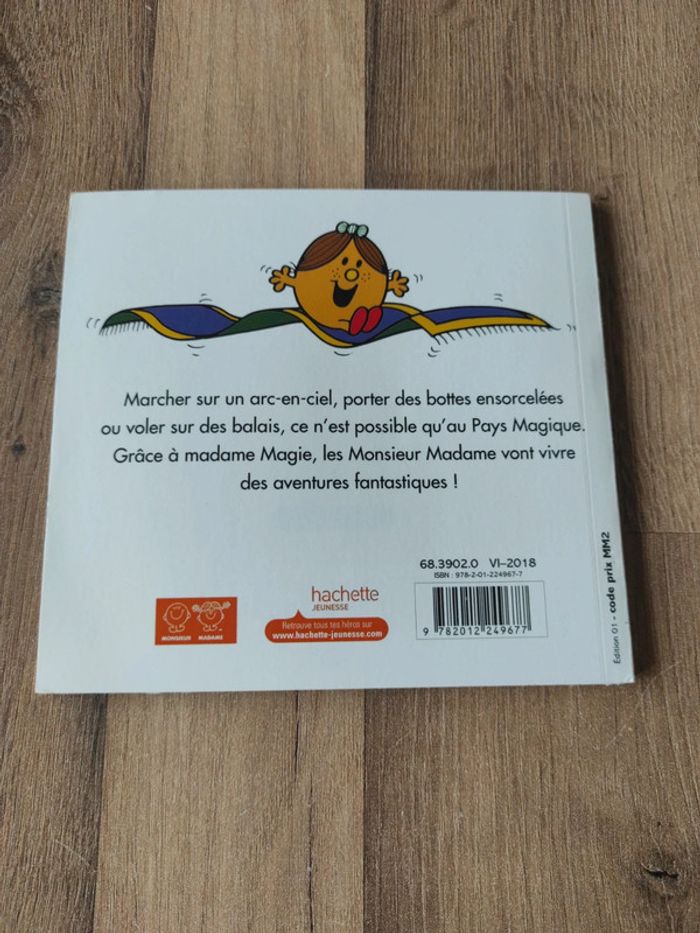 Marcher sur un arc-en-ciel, porter des bottes ensorcelées
ou voler sur des balais, ce n'est possible qu'au Pays Magique.
Grâce à madame Magie, les Monsieur Madame vont vivre
des aventures fantastiques !
68.3902.0 VI-2018
ISBN : 978-2-01-224967-7
9 782012 249677
hachette
JEUNESSE
Retrouve tous tes héros sur
www.hachette-jeunesse.com
MONSIEUR MADAME
Édition 01 - code prix MM2